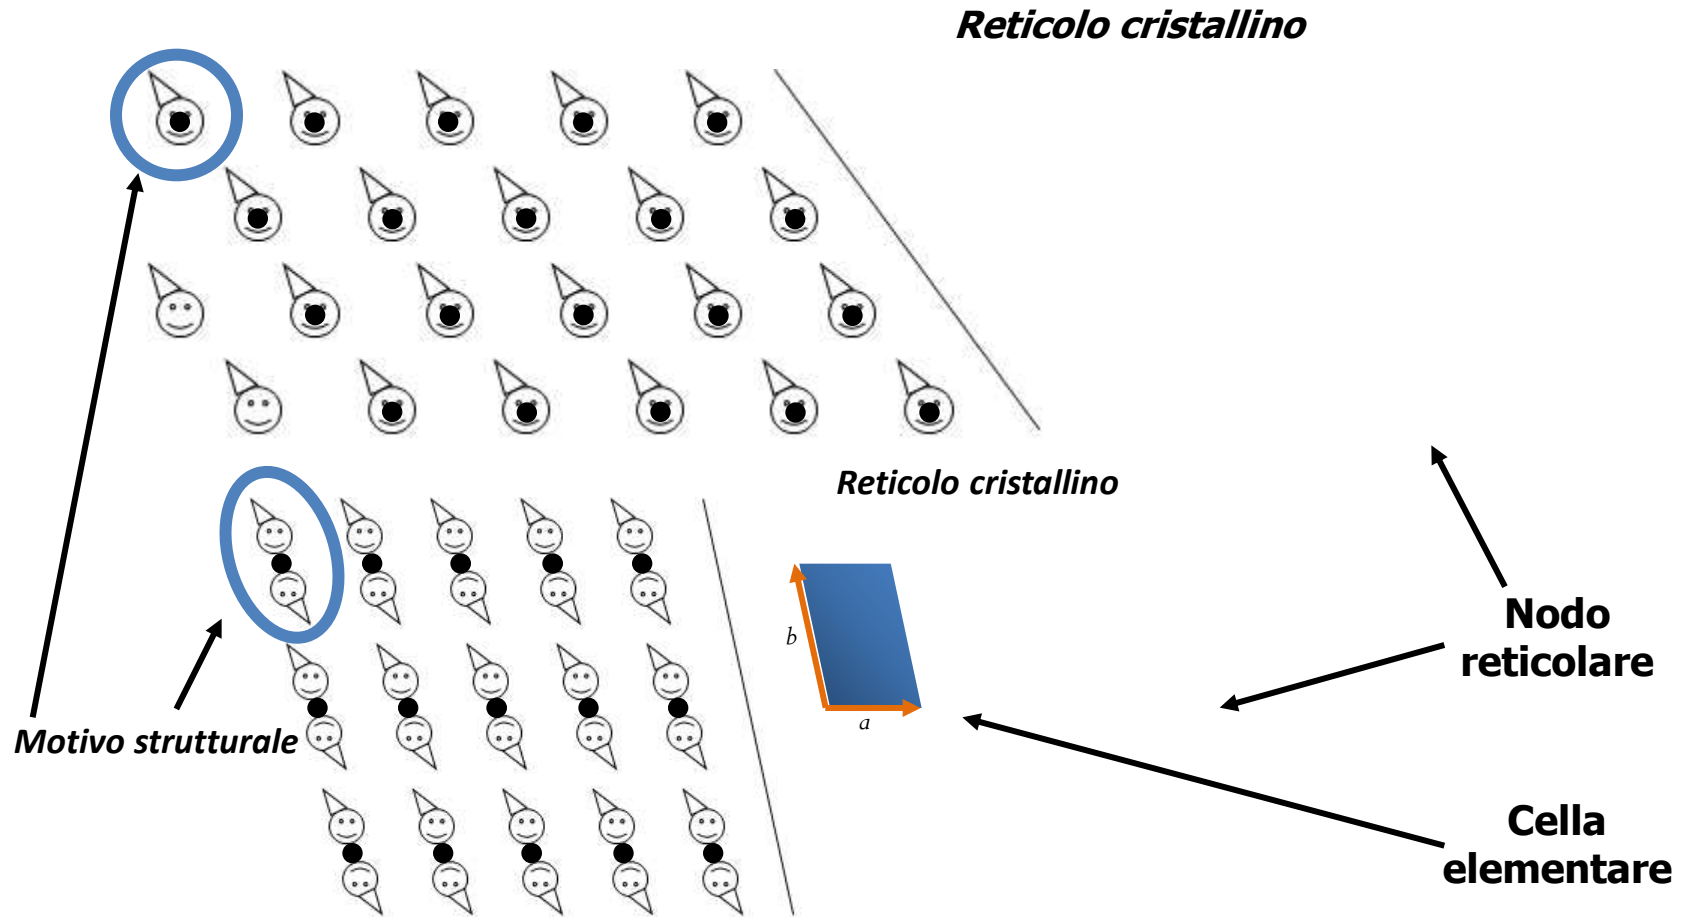 Reticolo cristallino
Reticolo cristallino
b
a
Nodo
reticolare
Motivo strutturale
Cella
elementare